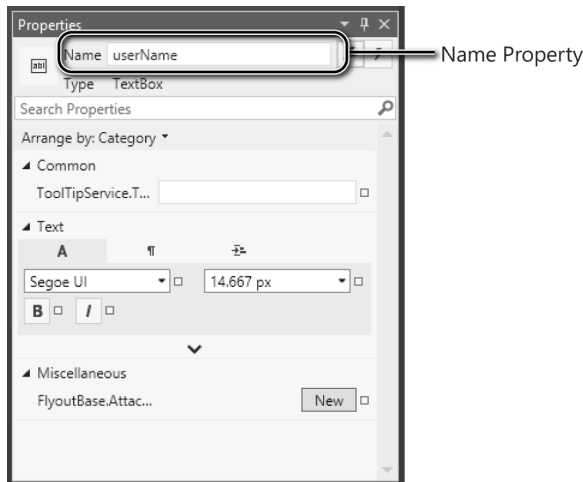 Properties
abl
Name userName
Name Property
Type TextBox
Search Properties
Arrange by: Category
Common
ToolTipService.T...
Text
A ¶
Segoe UI 14.667 px
B I
Miscellaneous
FlyoutBase.Attac... New